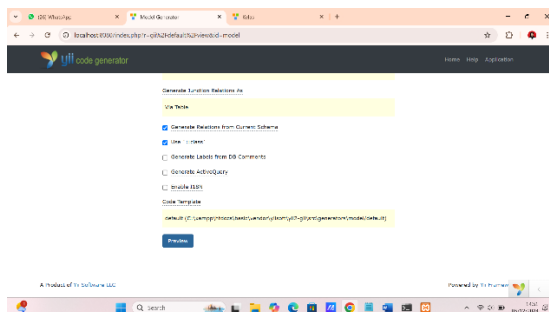 (20) WhatsApp
Model Generator
Kelas
localhost:8080/index.php?r=gii%2Fdefault%2Fview&id=model
yii code generator
Home Help Application
Generate Junction Relations As
Via Table
Generate Relations from Current Schema
Use `::class`
Generate Labels from DB Comments
Generate ActiveQuery
Enable I18N
Code Template
default (C:\xampp\htdocs\basic\vendor\yiisoft\yii2-gii\src\generators\model/default)
Preview
A Product of Yii Software LLC
Powered by Yii Framew
Search